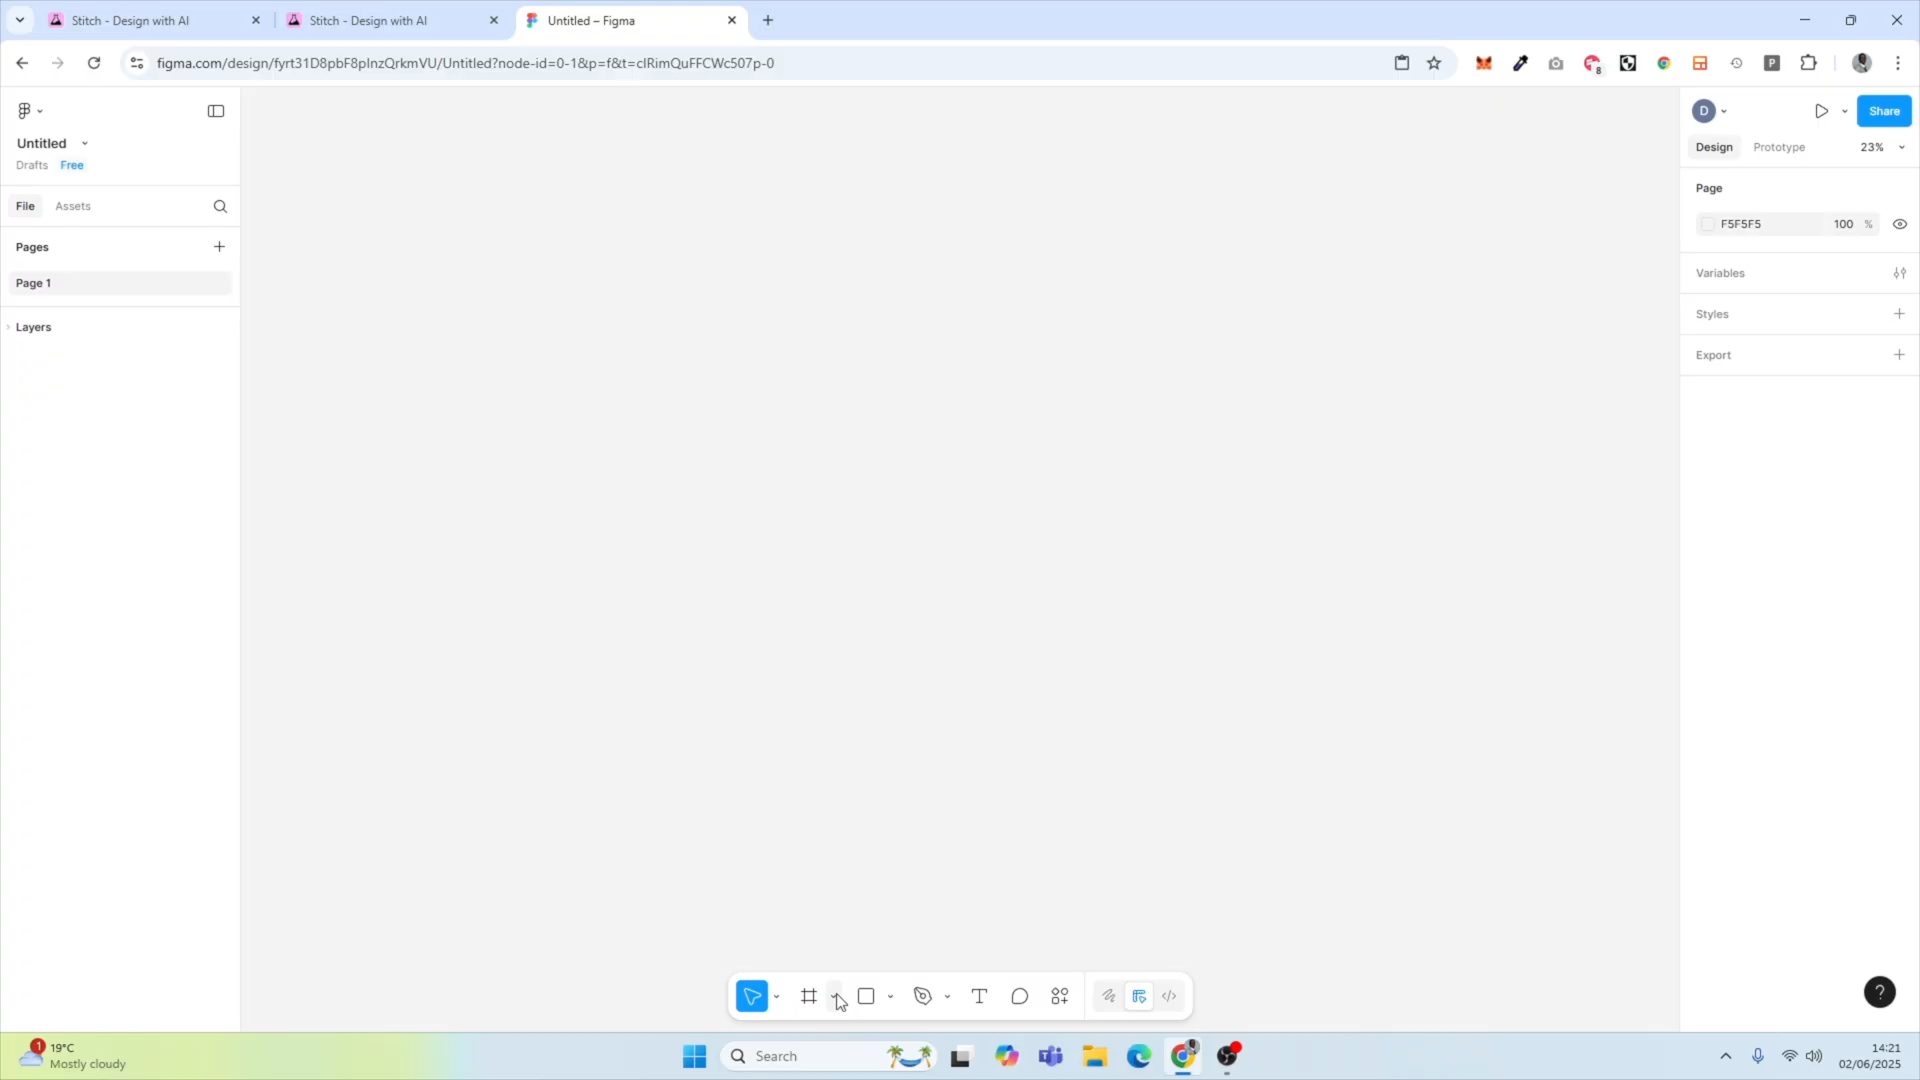 Stitch - Design with AI
Stitch - Design with AI
Untitled – Figma
figma.com/design/fyrt31D8pbF8pInzQrkmVU/Untitled?node-id=0-1&p=f&t=cIRimQuFFCWc507p-0
8
P
Untitled
Drafts Free
File Assets
Pages
Page 1
Layers
D
Share
Design Prototype 23%
Page
F5F5F5 100 %
Variables
Styles
Export
T
?
1
19°C
Mostly cloudy
Search
14:21
02/06/2025